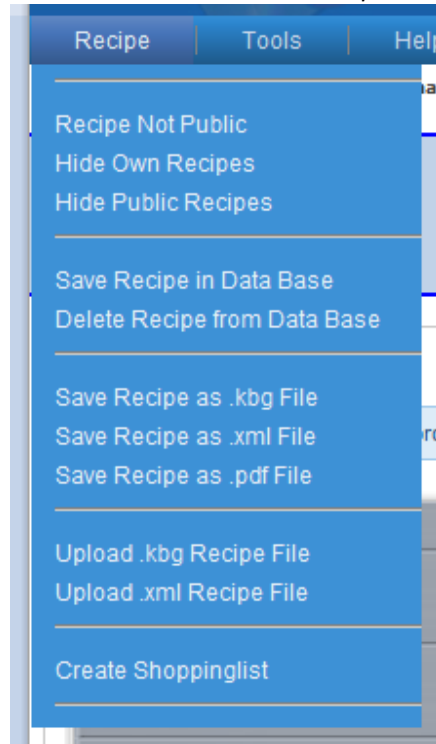 Recipe Tools Help
Recipe Not Public
Hide Own Recipes
Hide Public Recipes
Save Recipe in Data Base
Delete Recipe from Data Base
Save Recipe as .kbg File
Save Recipe as .xml File
Save Recipe as .pdf File
Upload .kbg Recipe File
Upload .xml Recipe File
Create Shoppinglist